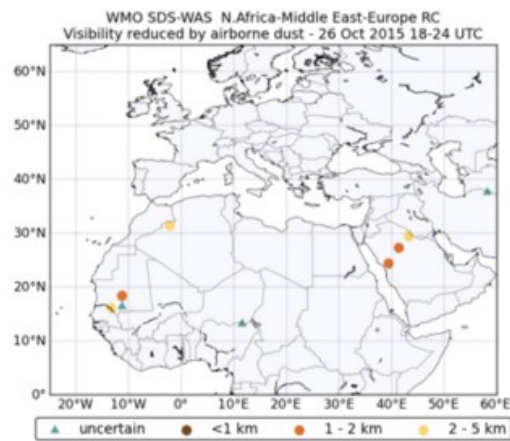 WMO SDS-WAS N.Africa-Middle East-Europe RC
Visibility reduced by airborne dust - 26 Oct 2015 18-24 UTC
60°N
50°N
40°N
30°N
20°N
10°N
0°
20°W 10°W 0° 10°E 20°E 30°E 40°E 50°E 60°E
uncertain <1 km 1 - 2 km 2 - 5 km